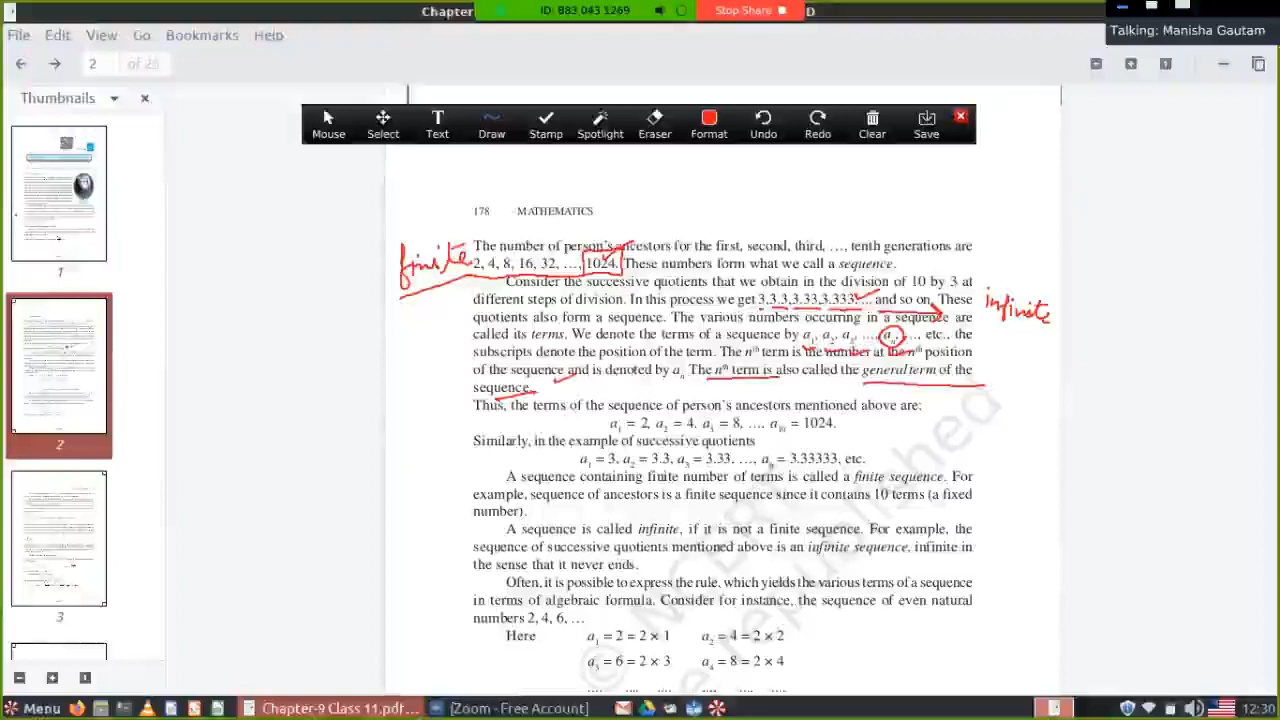 Chapter
ID: 883 043 1269
Stop Share
D
Talking: Manisha Gautam
File Edit View Go Bookmarks Help
2 of 25
Thumbnails
Mouse Select Text Draw Stamp Spotlight Eraser Format Undo Redo Clear Save
1
2
3
178 MATHEMATICS
finite
The number of person's ancestors for the first, second, third, …, tenth generations are
2, 4, 8, 16, 32, …, 1024. These numbers form what we call a sequence.
Consider the successive quotients that we obtain in the division of 10 by 3 at
different steps of division. In this process we get 3,3.3,3.33,3.333, ... and so on. These
infinite
quotients also form a sequence. The various numbers occurring in a sequence are
called its terms. We denote the terms of a sequence by a₁, a₂, a₃, …, aₙ, …, etc., the
subscripts denote the position of the term. The nᵗʰ term is the number at the nᵗʰ position
of the sequence and is denoted by aₙ. The nᵗʰ term is also called the general term of the
sequence.
Thus, the terms of the sequence of person's ancestors mentioned above are:
a₁ = 2, a₂ = 4, a₃ = 8, …, a₁₀ = 1024.
Similarly, in the example of successive quotients
a₁ = 3, a₂ = 3.3, a₃ = 3.33, …, a₆ = 3.33333, etc.
A sequence containing finite number of terms is called a finite sequence. For
example, sequence of ancestors is a finite sequence since it contains 10 terms (a fixed
number).
A sequence is called infinite, if it is not a finite sequence. For example, the
sequence of successive quotients mentioned above is an infinite sequence, infinite in
the sense that it never ends.
Often, it is possible to express the rule, which yields the various terms of a sequence
in terms of algebraic formula. Consider for instance, the sequence of even natural
numbers 2, 4, 6, …
Here a₁ = 2 = 2 × 1 a₂ = 4 = 2 × 2
a₃ = 6 = 2 × 3 a₄ = 8 = 2 × 4
Menu Chapter-9 Class 11.pdf... [Zoom - Free Account] 12:30